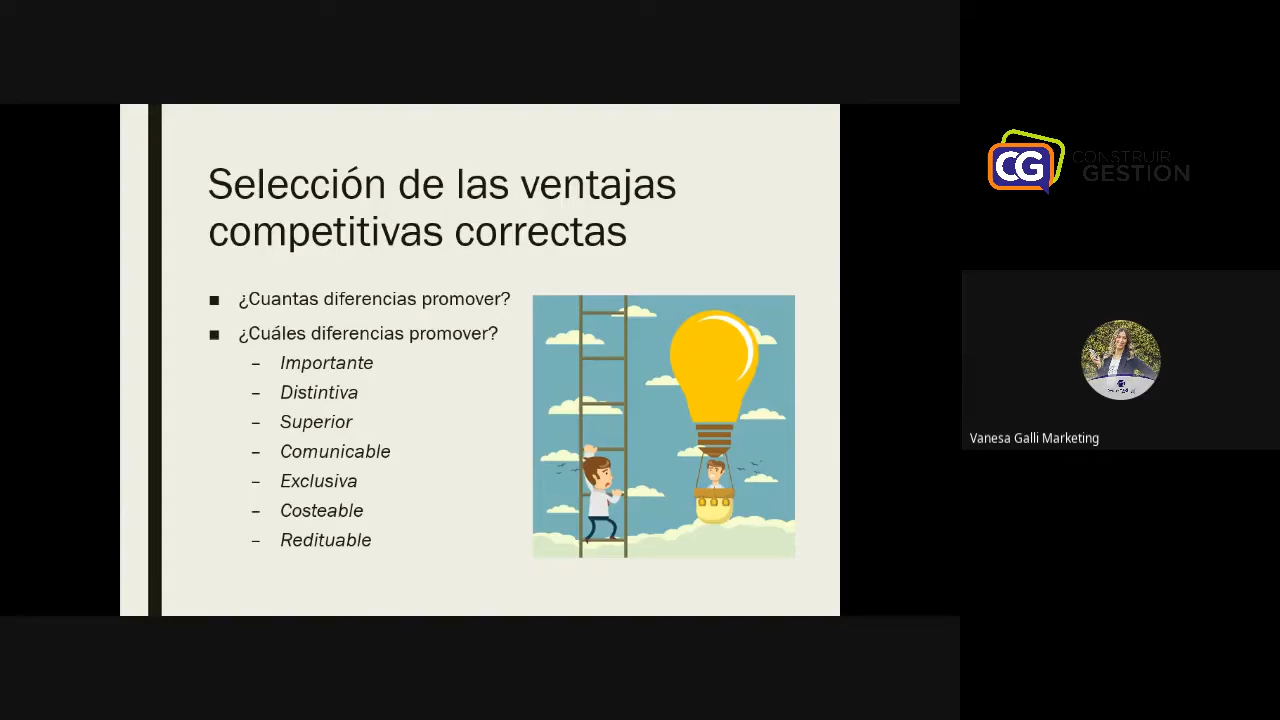 Selección de las ventajas
competitivas correctas
■ ¿Cuantas diferencias promover?
■ ¿Cuáles diferencias promover?
– Importante
– Distintiva
– Superior
– Comunicable
– Exclusiva
– Costeable
– Redituable
CG CONSTRUIR
GESTION
Vanesa Galli Marketing